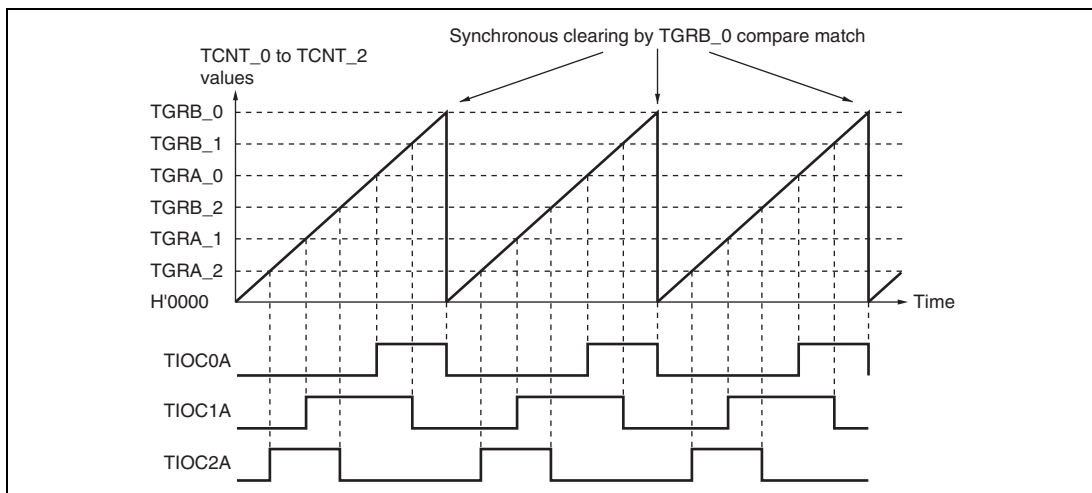 Synchronous clearing by TGRB_0 compare match
TCNT_0 to TCNT_2
values
TGRB_0
TGRB_1
TGRA_0
TGRB_2
TGRA_1
TGRA_2
H'0000
Time
TIOC0A
TIOC1A
TIOC2A